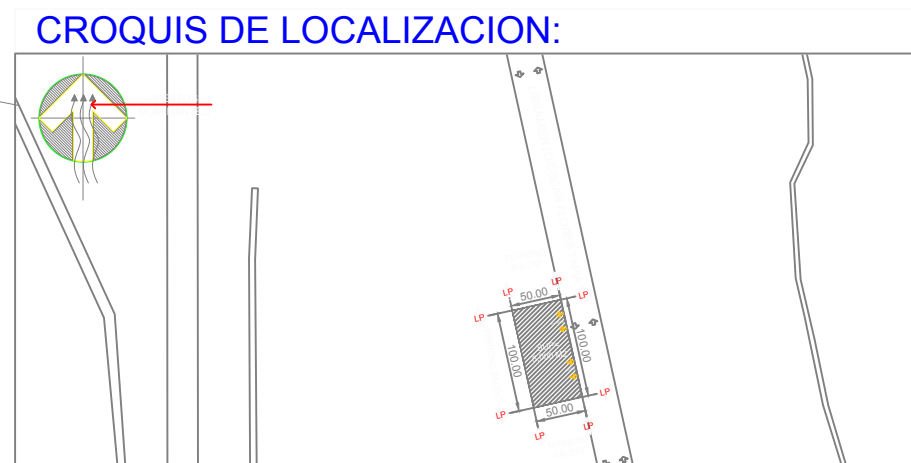 CROQUIS DE LOCALIZACION:
LP LP
LP 50.00 LP
100.00 100.00
LP 50.00 LP
LP LP